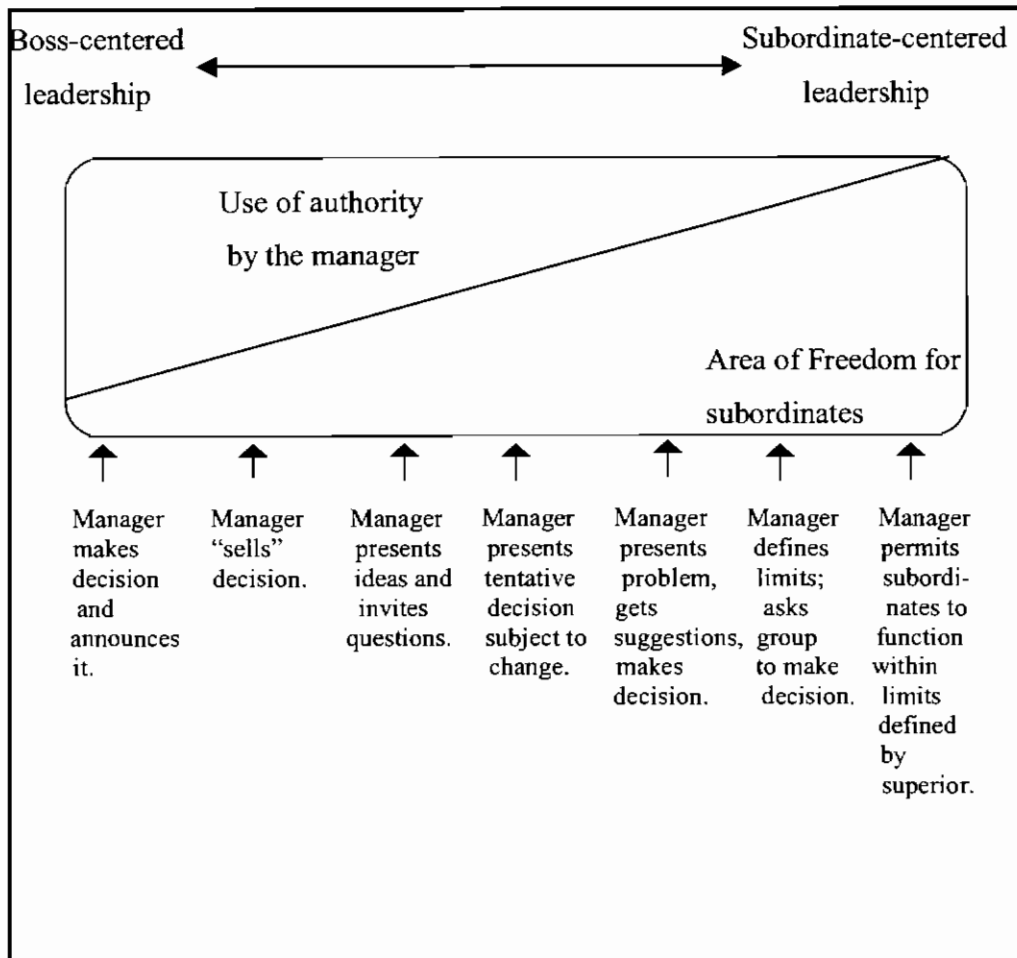 Boss-centered
leadership
Subordinate-centered
leadership
Use of authority
by the manager
Area of Freedom for
subordinates
Manager
makes
decision
and
announces
it.
Manager
“sells”
decision.
Manager
presents
ideas and
invites
questions.
Manager
presents
tentative
decision
subject to
change.
Manager
presents
problem,
gets
suggestions,
makes
decision.
Manager
defines
limits;
asks
group
to make
decision.
Manager
permits
subordi-
nates to
function
within
limits
defined
by
superior.